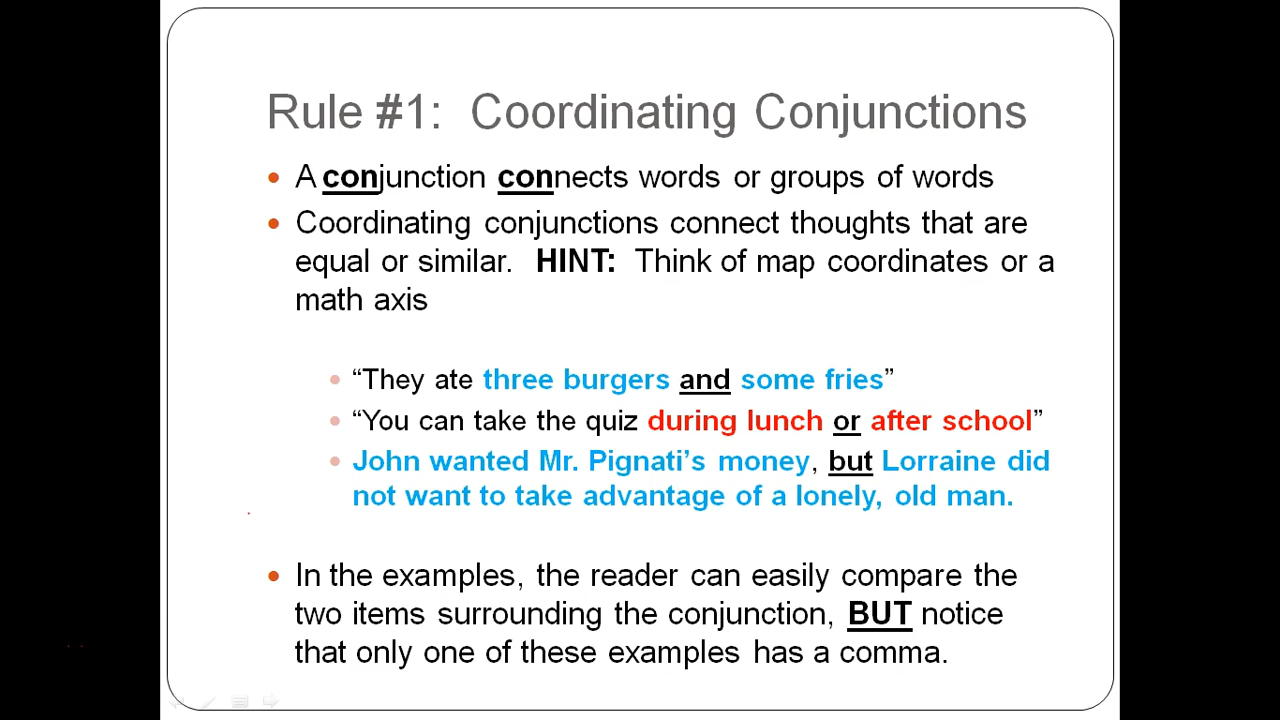 Rule #1: Coordinating Conjunctions
A conjunction connects words or groups of words
Coordinating conjunctions connect thoughts that are
equal or similar. HINT: Think of map coordinates or a
math axis
“They ate three burgers and some fries”
“You can take the quiz during lunch or after school”
John wanted Mr. Pignati’s money, but Lorraine did
not want to take advantage of a lonely, old man.
In the examples, the reader can easily compare the
two items surrounding the conjunction, BUT notice
that only one of these examples has a comma.